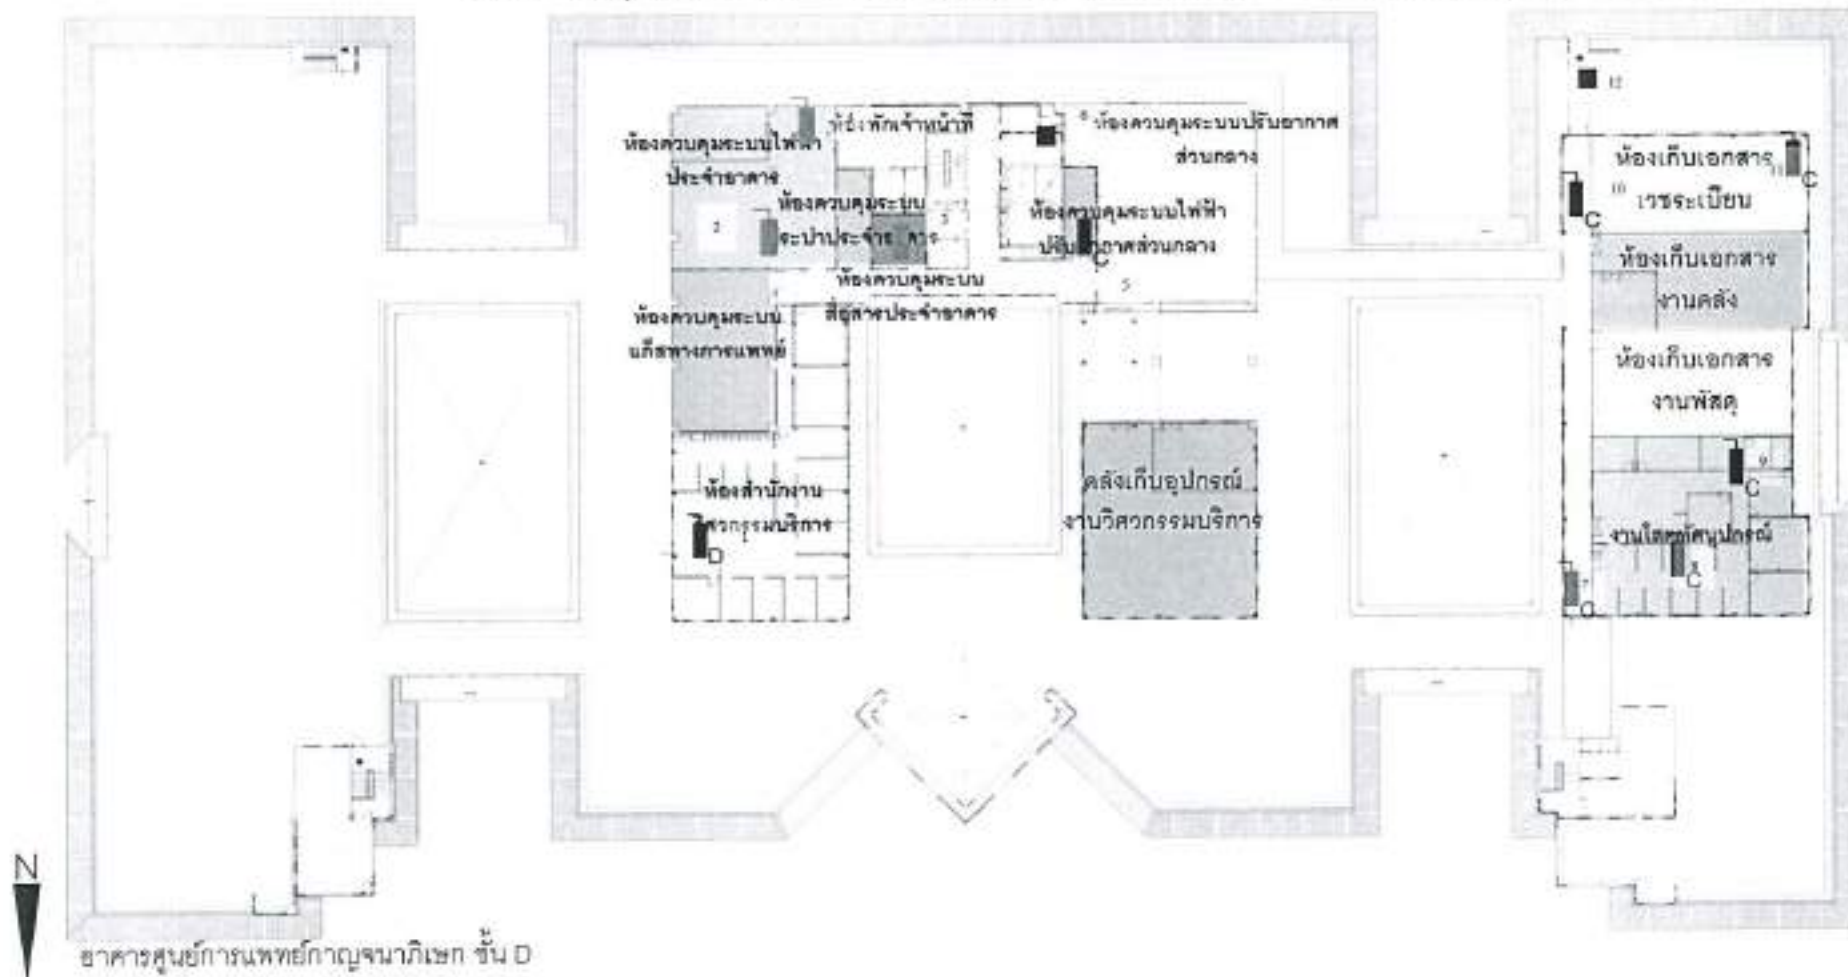 12
ห้องพักเจ้าหน้าที่
8
ห้องควบคุมระบบปรับอากาศ
ส่วนกลาง
ห้องควบคุมระบบไฟฟ้า
ประจำอาคาร
ห้องเก็บเอกสาร
เวชระเบียน
10
11
C
C
2
ห้องควบคุมระบบ
3
ห้องควบคุมระบบไฟฟ้า
ปรับอากาศส่วนกลาง
C
ห้องควบคุมระบบ
สื่อสารประจำอาคาร
5
ห้องเก็บเอกสาร
งานคลัง
ห้องควบคุมระบบ
แก๊สทางการแพทย์
ห้องเก็บเอกสาร
งานพัสดุ
9
C
ห้องสำนักงาน
วิศวกรรมบริการ
1
D
คลังเก็บอุปกรณ์
งานวิศวกรรมบริการ
งานโสตทัศนูปกรณ์
C
7
C
N
อาคารศูนย์การแพทย์กาญจนาภิเษก ชั้น D